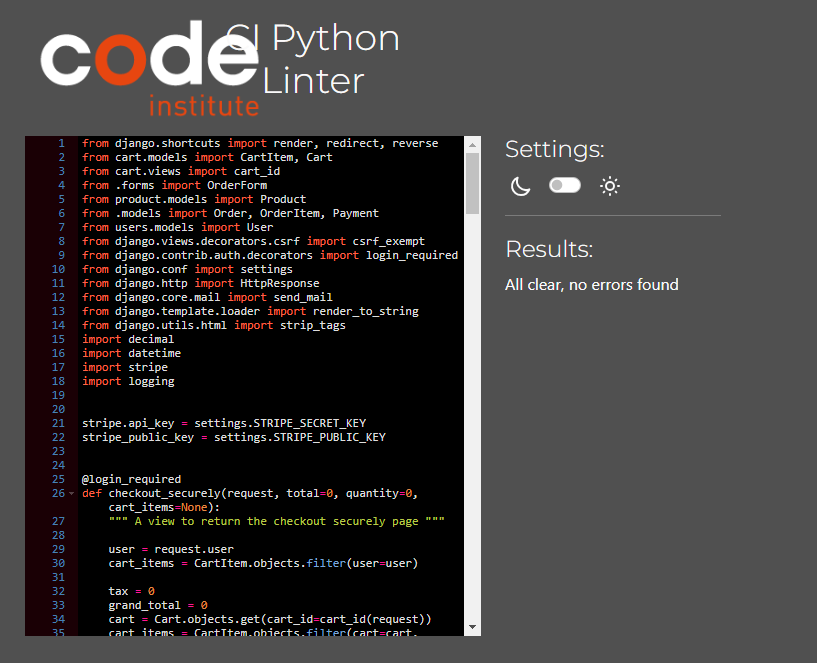 code
institute
CI Python
Linter
1 from django.shortcuts import render, redirect, reverse
2 from cart.models import CartItem, Cart
3 from cart.views import cart_id
4 from .forms import OrderForm
5 from product.models import Product
6 from .models import Order, OrderItem, Payment
7 from users.models import User
8 from django.views.decorators.csrf import csrf_exempt
9 from django.contrib.auth.decorators import login_required
10 from django.conf import settings
11 from django.http import HttpResponse
12 from django.core.mail import send_mail
13 from django.template.loader import render_to_string
14 from django.utils.html import strip_tags
15 import decimal
16 import datetime
17 import stripe
18 import logging
19
20
21 stripe.api_key = settings.STRIPE_SECRET_KEY
22 stripe_public_key = settings.STRIPE_PUBLIC_KEY
23
24
25 @login_required
26 def checkout_securely(request, total=0, quantity=0,
cart_items=None):
27 """ A view to return the checkout securely page """
28
29 user = request.user
30 cart_items = CartItem.objects.filter(user=user)
31
32 tax = 0
33 grand_total = 0
34 cart = Cart.objects.get(cart_id=cart_id(request))
35 cart_items = CartItem.objects.filter(cart=cart,
Settings:
Results:
All clear, no errors found